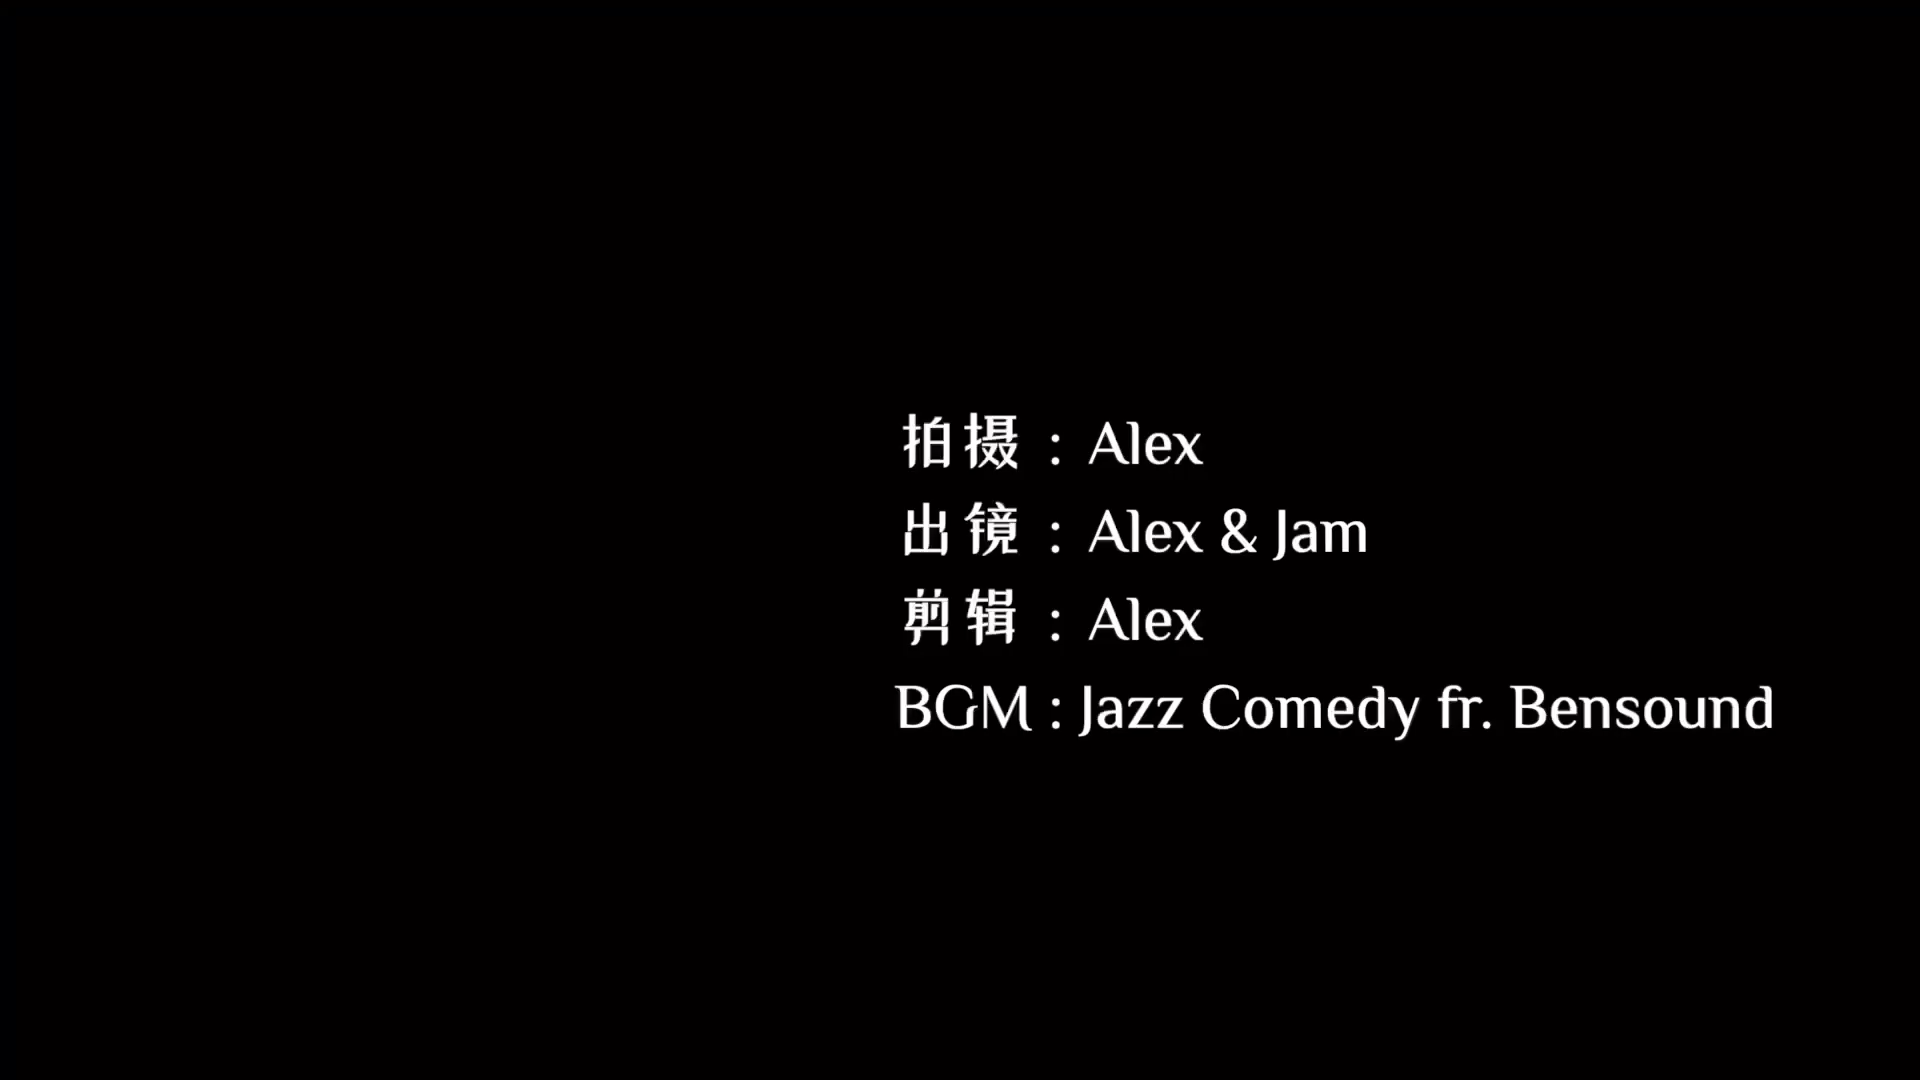 拍摄 : Alex
出镜 : Alex & Jam
剪辑 : Alex
BGM : Jazz Comedy fr. Bensound